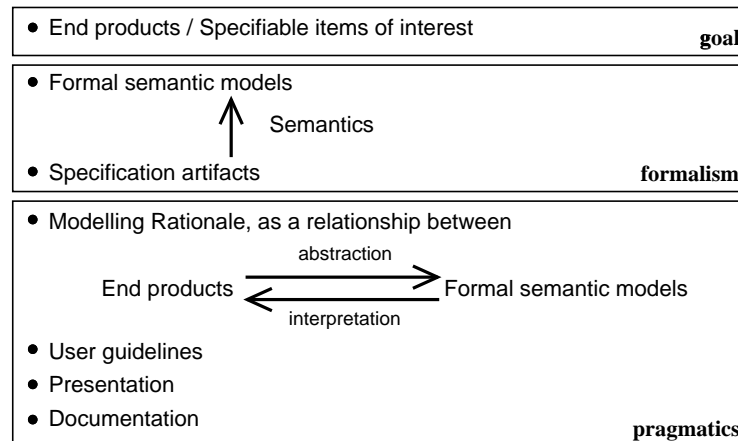 • End products / Specifiable items of interest
goal
• Formal semantic models
Semantics
• Specification artifacts
formalism
• Modelling Rationale, as a relationship between
abstraction
End products Formal semantic models
interpretation
• User guidelines
• Presentation
• Documentation
pragmatics